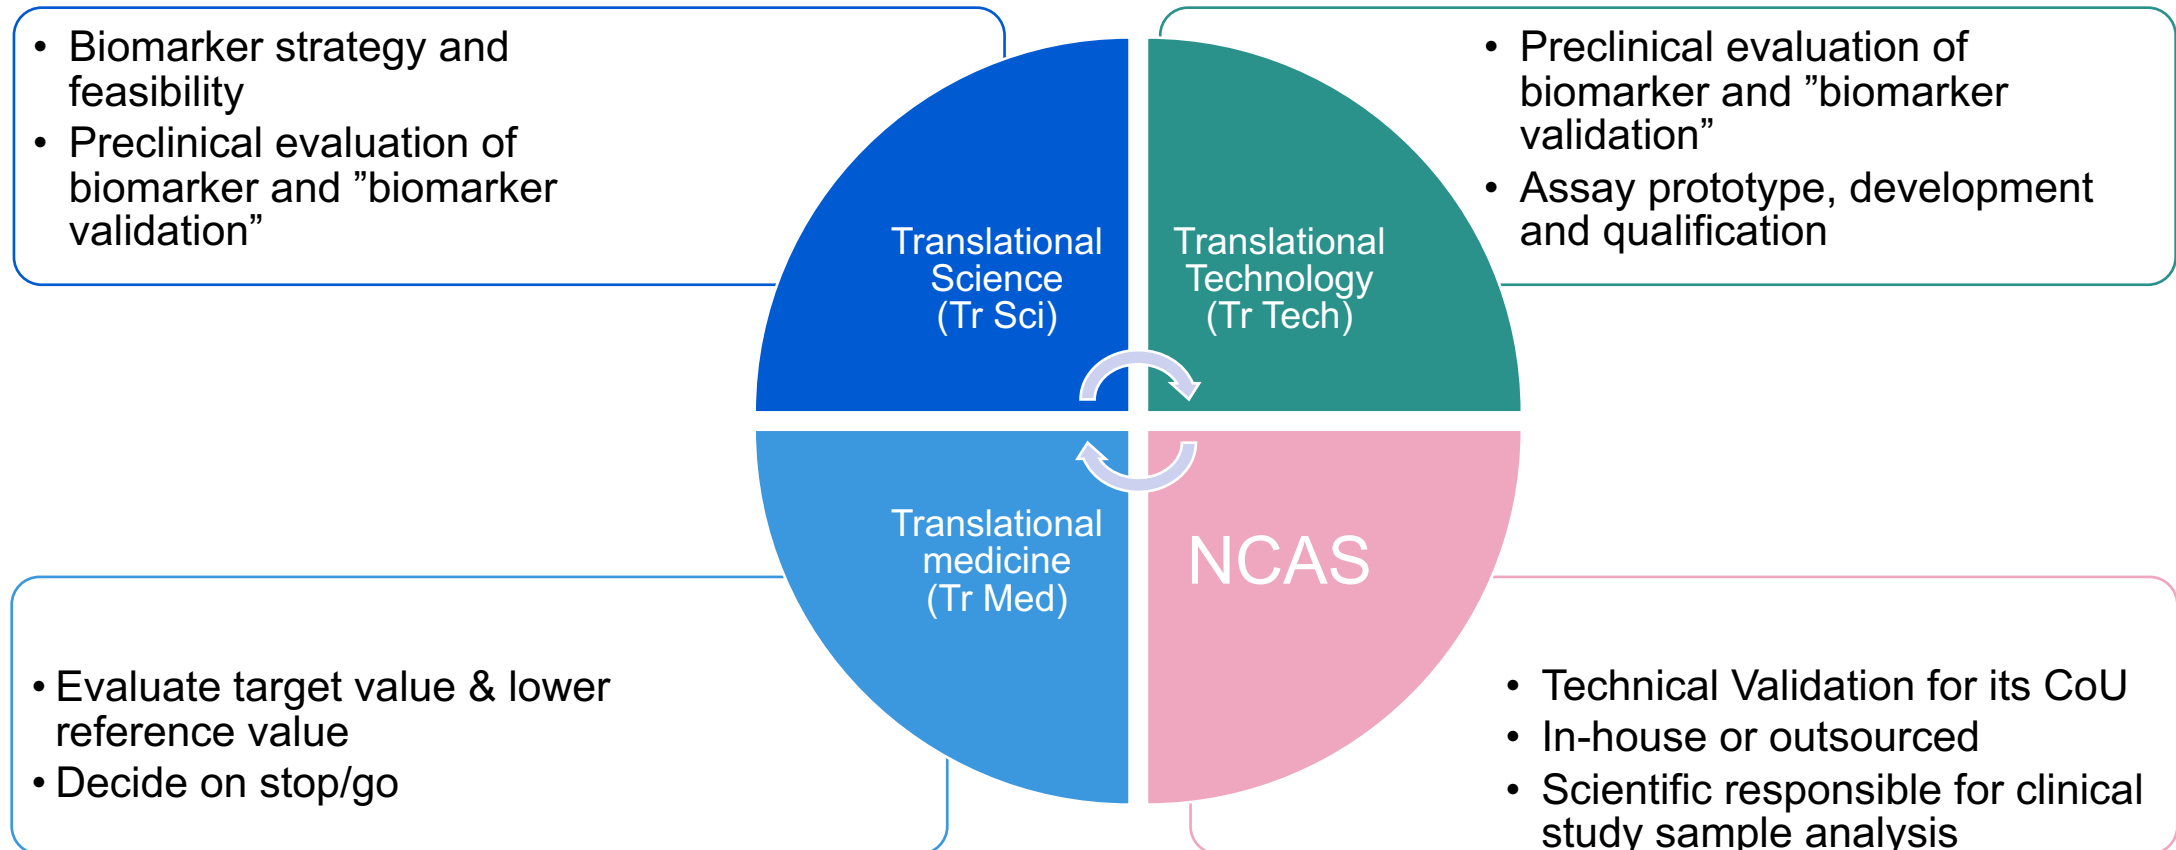 • Biomarker strategy and
feasibility
• Preclinical evaluation of
biomarker and ”biomarker
validation”
• Preclinical evaluation of
biomarker and ”biomarker
validation”
• Assay prototype, development
and qualification
Translational
Science
(Tr Sci)
Translational
Technology
(Tr Tech)
Translational
medicine
(Tr Med)
NCAS
• Evaluate target value & lower
reference value
• Decide on stop/go
• Technical Validation for its CoU
• In-house or outsourced
• Scientific responsible for clinical
study sample analysis